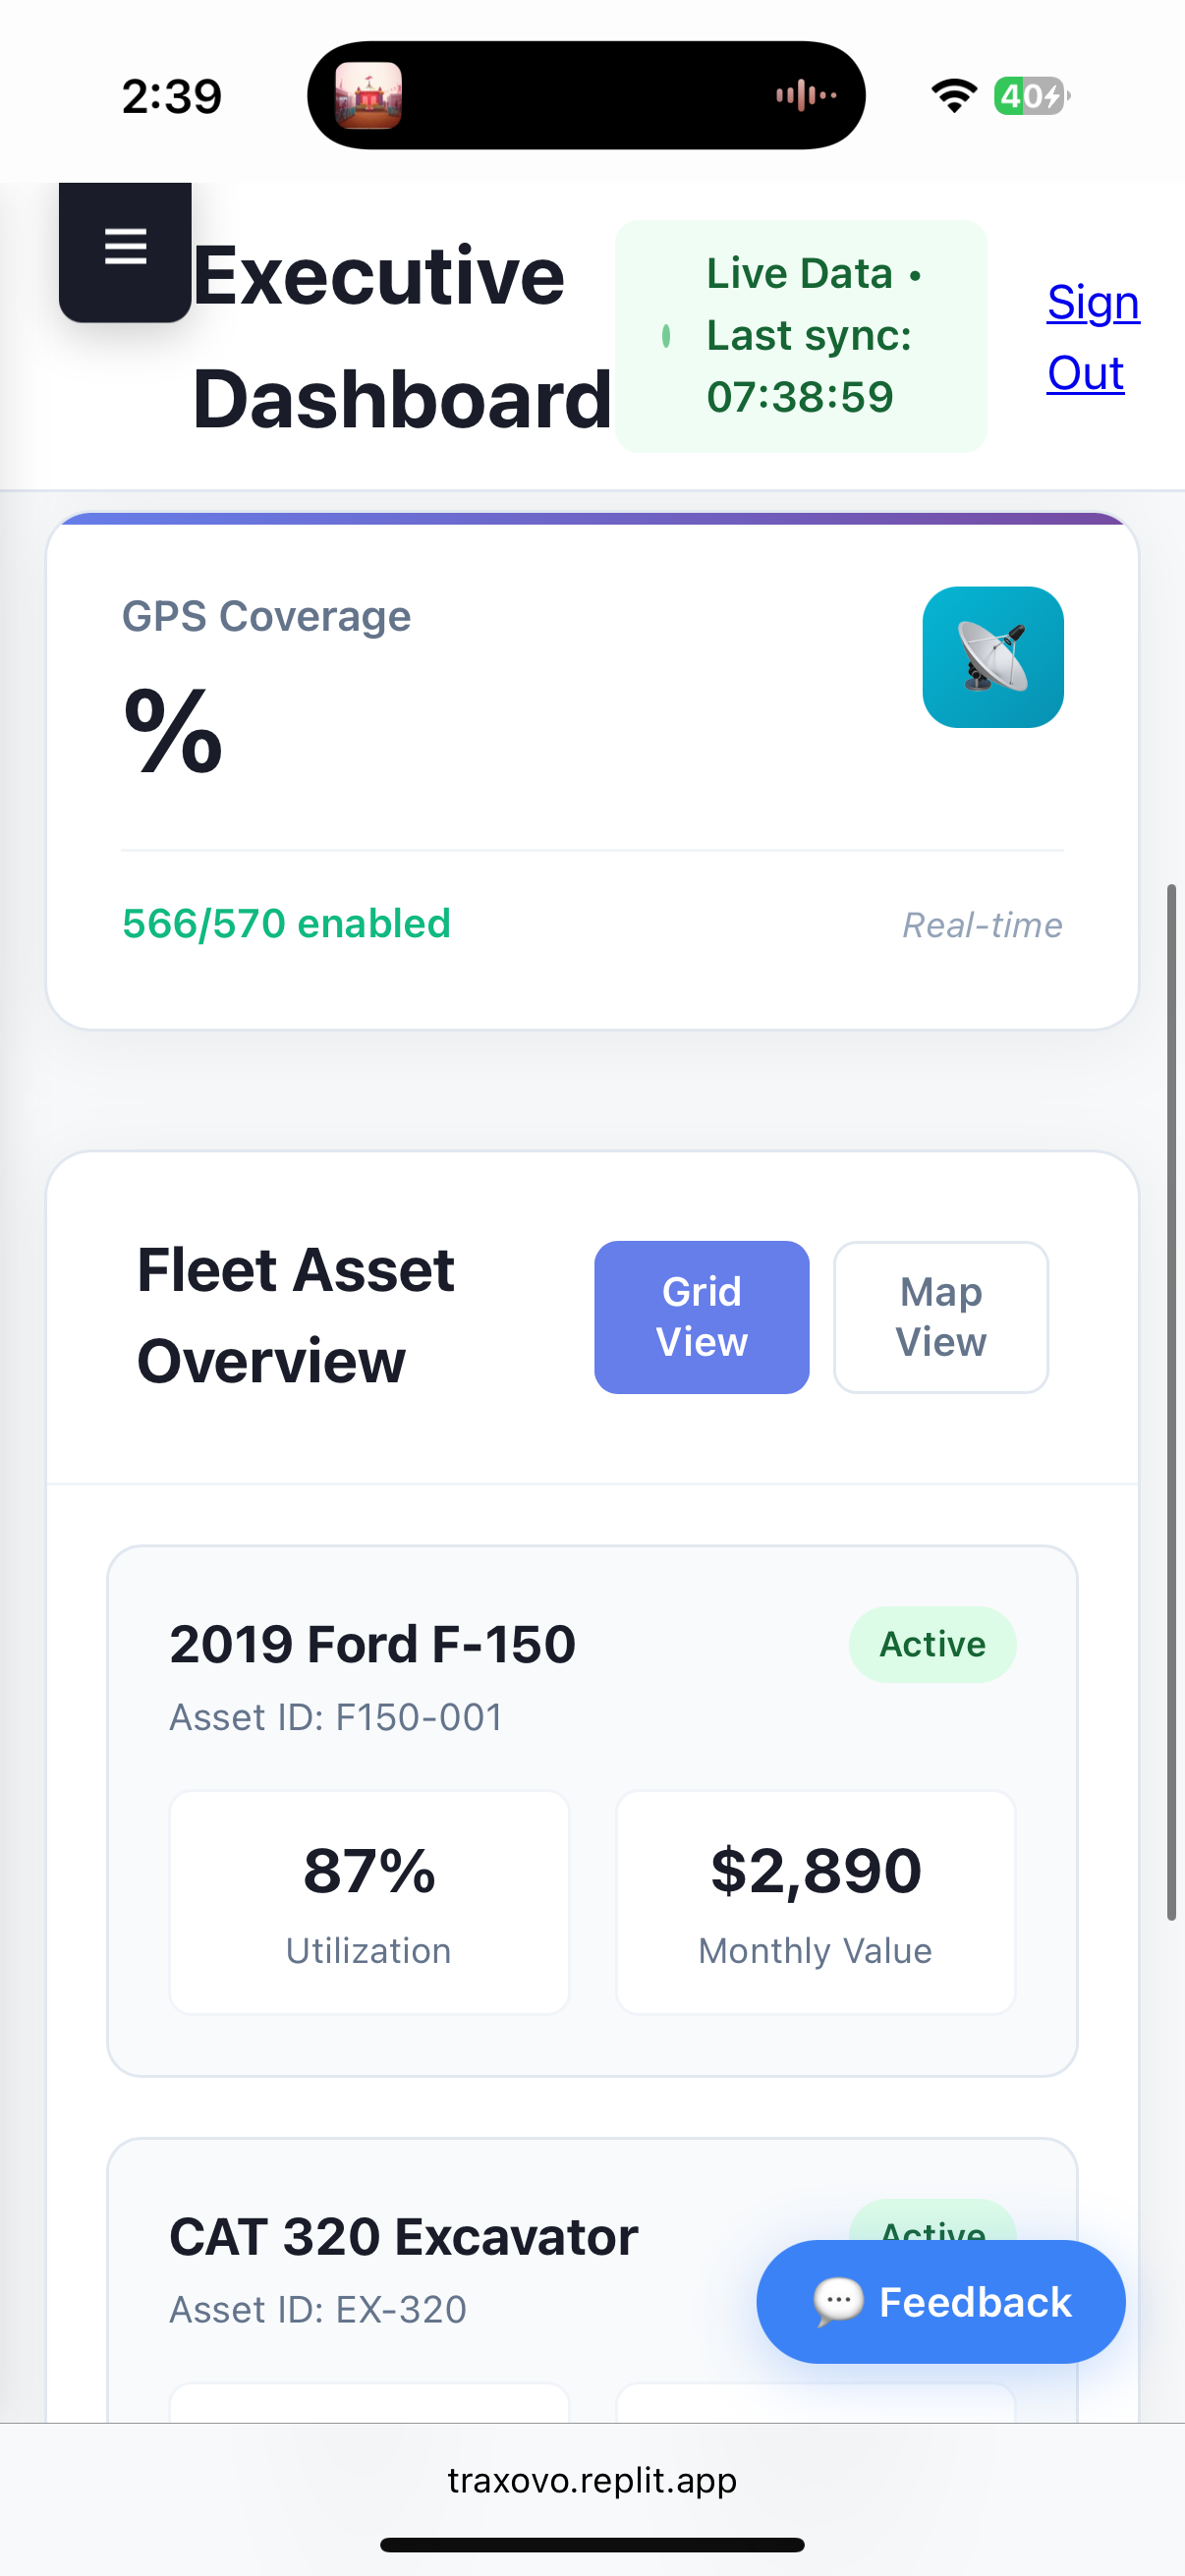 2:39
40
Executive
Dashboard
Live Data •
Last sync:
07:38:59
Sign
Out
GPS Coverage
%
566/570 enabled
Real-time
Fleet Asset
Overview
Grid
View
Map
View
2019 Ford F-150
Active
Asset ID: F150-001
87%
$2,890
Utilization
Monthly Value
CAT 320 Excavator
Active
Asset ID: EX-320
Feedback
traxovo.replit.app